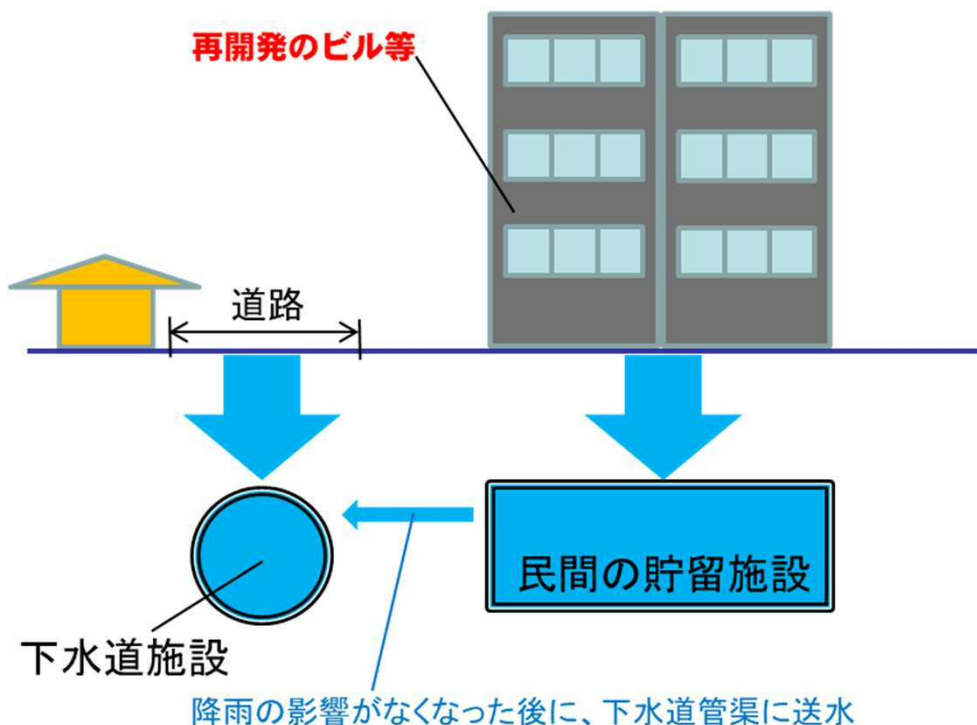 再開発のビル等
道路
民間の貯留施設
下水道施設
降雨の影響がなくなった後に、下水道管渠に送水